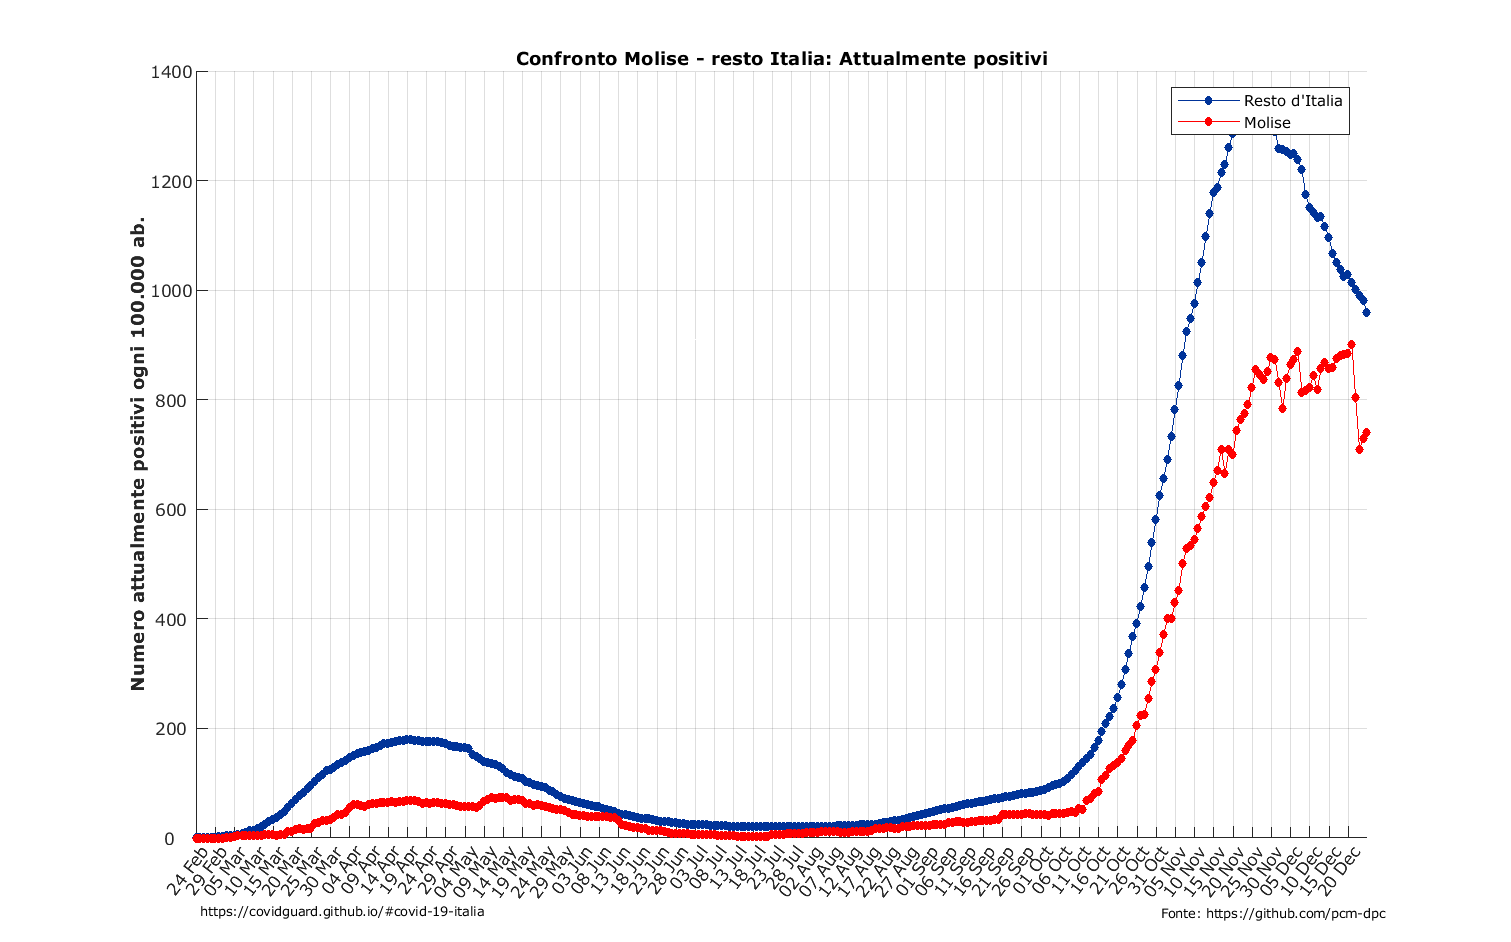 Confronto Molise - resto Italia: Attualmente positivi
Numero attualmente positivi ogni 100.000 ab.
1400
1200
1000
800
600
400
200
0
Resto d'Italia
Molise
24 Feb
29 Feb
05 Mar
10 Mar
15 Mar
20 Mar
25 Mar
30 Mar
04 Apr
09 Apr
14 Apr
19 Apr
24 Apr
29 Apr
04 May
09 May
14 May
19 May
24 May
29 May
03 Jun
08 Jun
13 Jun
18 Jun
23 Jun
28 Jun
03 Jul
08 Jul
13 Jul
18 Jul
23 Jul
28 Jul
02 Aug
07 Aug
12 Aug
17 Aug
22 Aug
27 Aug
01 Sep
06 Sep
11 Sep
16 Sep
21 Sep
26 Sep
01 Oct
06 Oct
11 Oct
16 Oct
21 Oct
26 Oct
31 Oct
05 Nov
10 Nov
15 Nov
20 Nov
25 Nov
30 Nov
05 Dec
10 Dec
15 Dec
20 Dec
https://covidguard.github.io/#covid-19-italia
Fonte: https://github.com/pcm-dpc